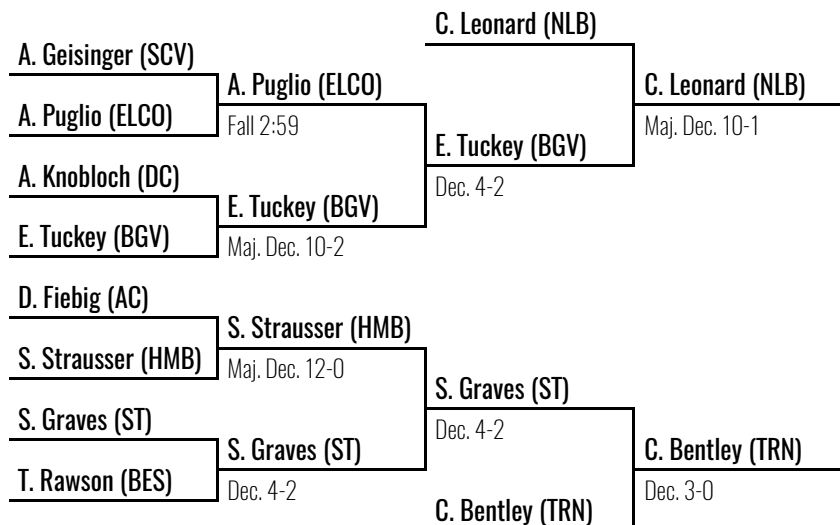 A. Geisinger (SCV)
A. Puglio (ELCO)
A. Knobloch (DC)
E. Tuckey (BGV)
D. Fiebig (AC)
S. Strausser (HMB)
S. Graves (ST)
T. Rawson (BES)
A. Puglio (ELCO)
Fall 2:59
E. Tuckey (BGV)
Maj. Dec. 10-2
S. Strausser (HMB)
Maj. Dec. 12-0
S. Graves (ST)
Dec. 4-2
C. Leonard (NLB)
E. Tuckey (BGV)
Dec. 4-2
S. Graves (ST)
Dec. 4-2
C. Bentley (TRN)
C. Leonard (NLB)
Maj. Dec. 10-1
C. Bentley (TRN)
Dec. 3-0